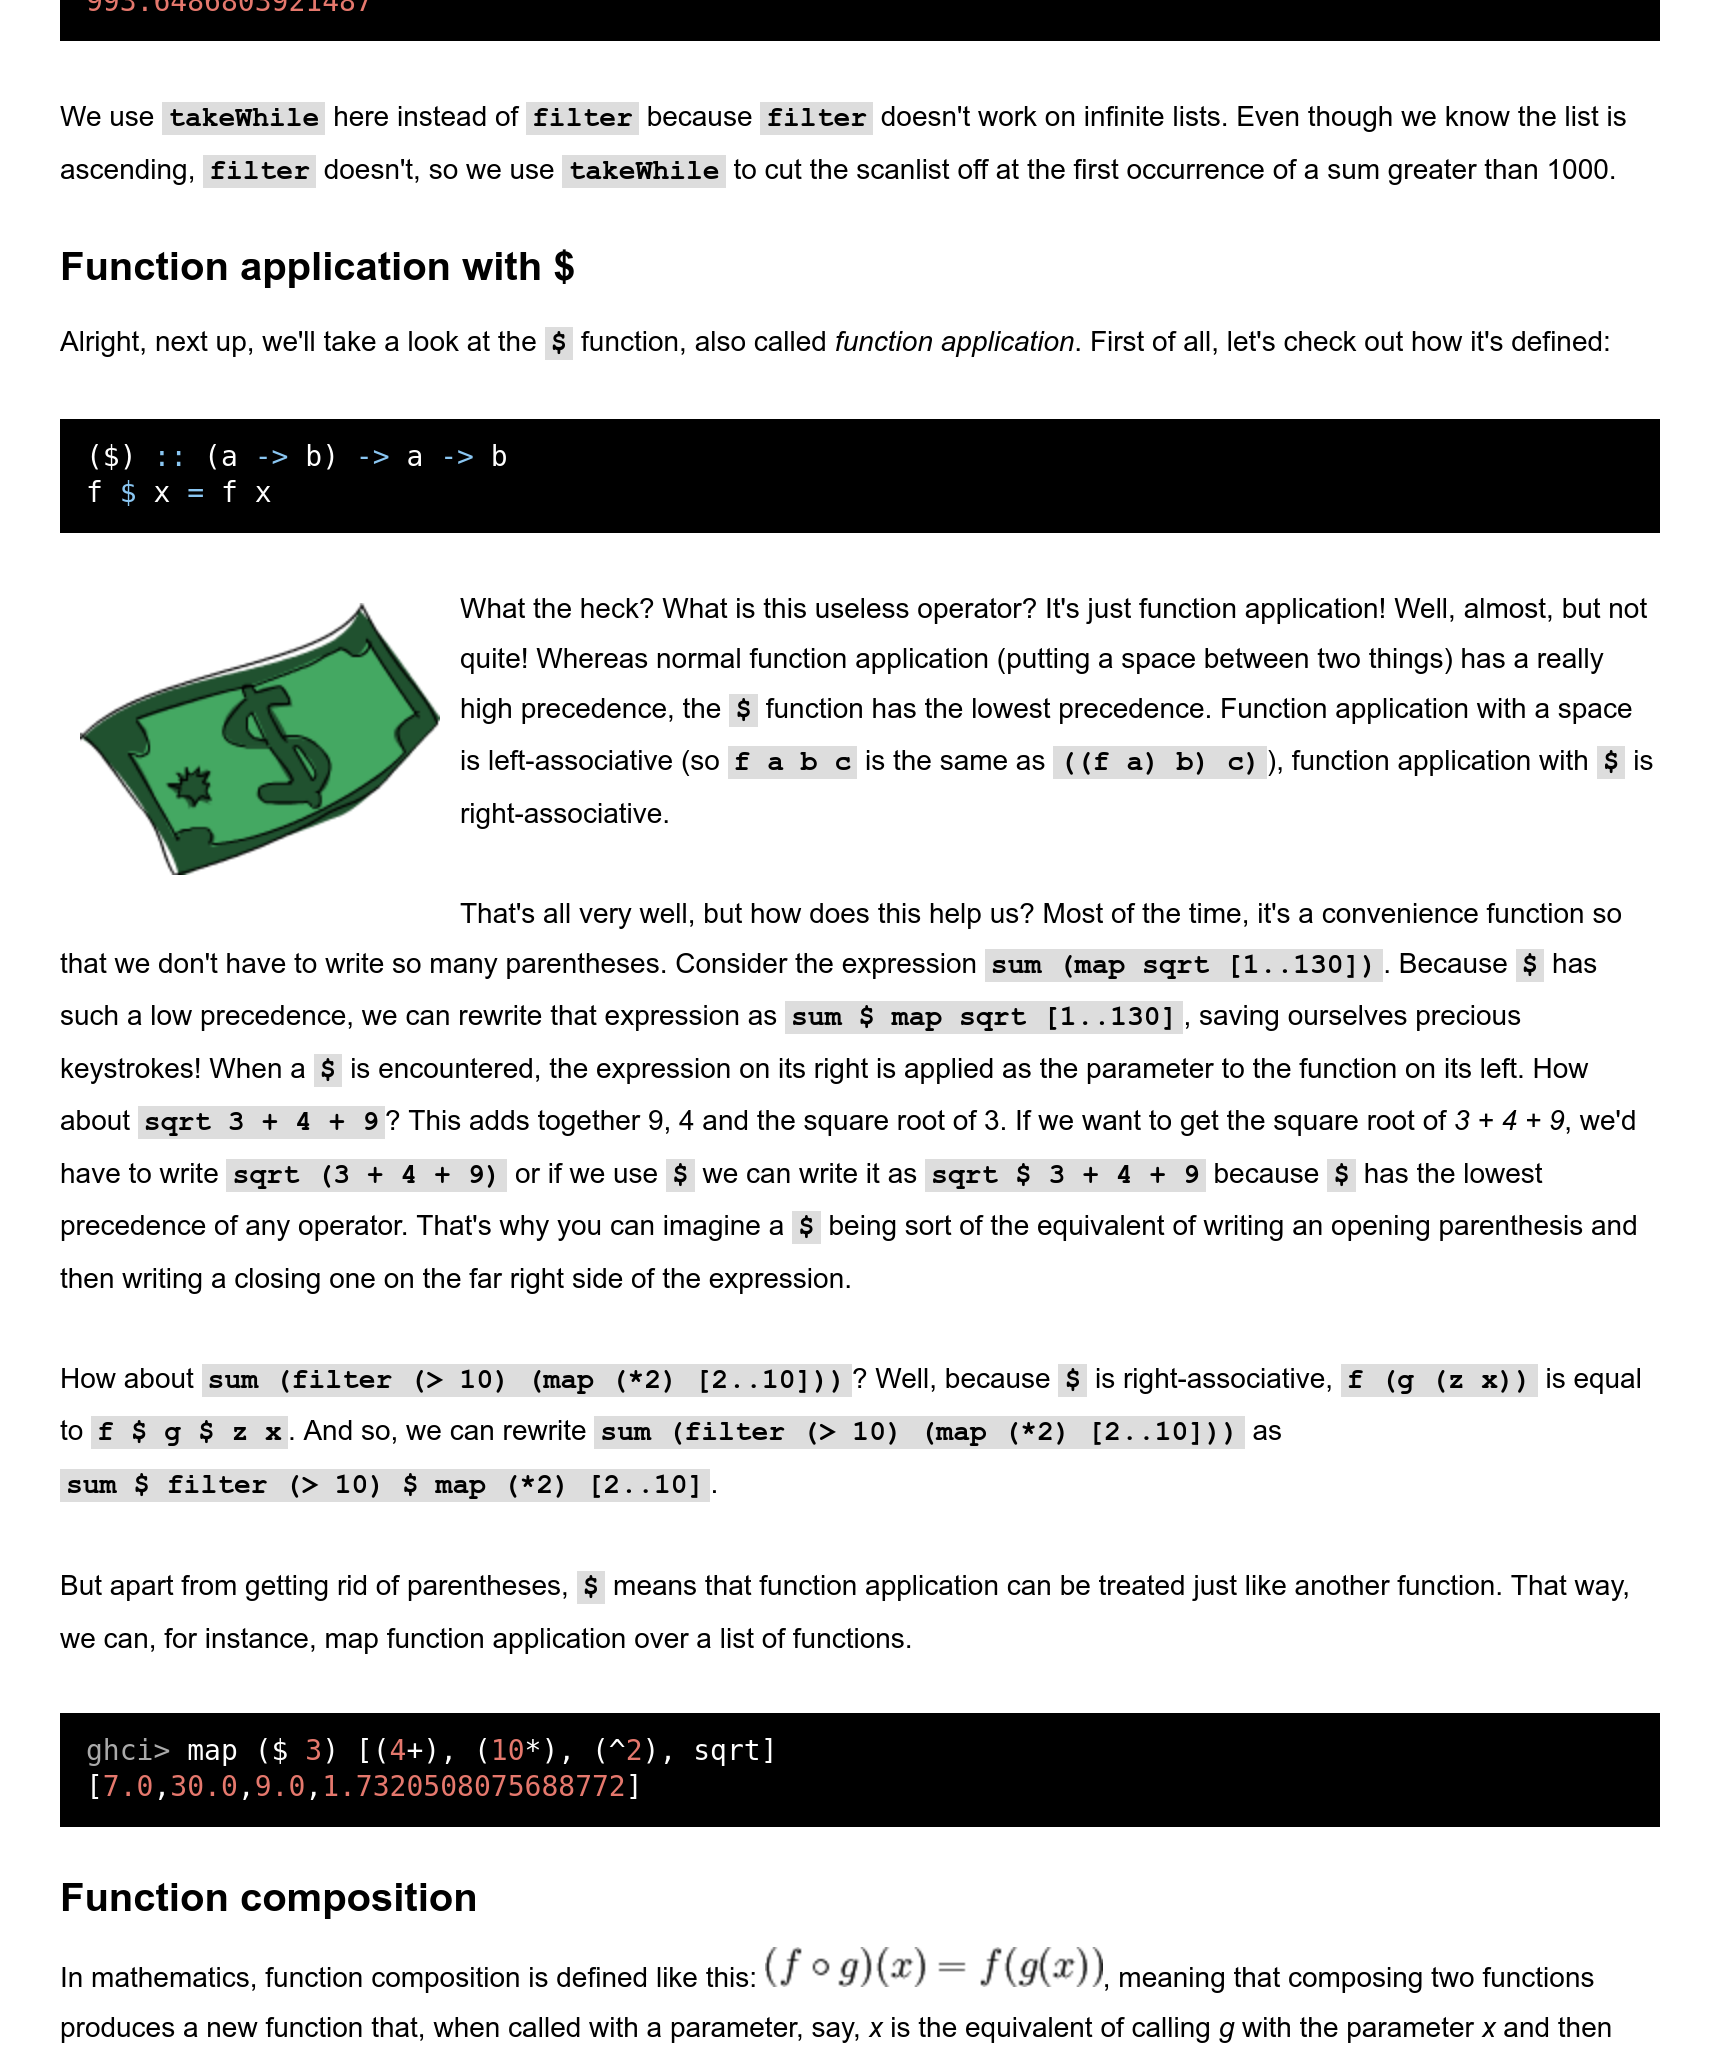 993.6486803921487
We use takeWhile here instead of filter because filter doesn't work on infinite lists. Even though we know the list is
ascending, filter doesn't, so we use takeWhile to cut the scanlist off at the first occurrence of a sum greater than 1000.
Function application with $
Alright, next up, we'll take a look at the $ function, also called function application. First of all, let's check out how it's defined:
($) :: (a -> b) -> a -> b
f $ x = f x
What the heck? What is this useless operator? It's just function application! Well, almost, but not
quite! Whereas normal function application (putting a space between two things) has a really
high precedence, the $ function has the lowest precedence. Function application with a space
is left-associative (so f a b c is the same as ((f a) b) c)), function application with $ is
right-associative.
That's all very well, but how does this help us? Most of the time, it's a convenience function so
that we don't have to write so many parentheses. Consider the expression sum (map sqrt [1..130]). Because $ has
such a low precedence, we can rewrite that expression as sum $ map sqrt [1..130], saving ourselves precious
keystrokes! When a $ is encountered, the expression on its right is applied as the parameter to the function on its left. How
about sqrt 3 + 4 + 9? This adds together 9, 4 and the square root of 3. If we want to get the square root of 3 + 4 + 9, we'd
have to write sqrt (3 + 4 + 9) or if we use $ we can write it as sqrt $ 3 + 4 + 9 because $ has the lowest
precedence of any operator. That's why you can imagine a $ being sort of the equivalent of writing an opening parenthesis and
then writing a closing one on the far right side of the expression.
How about sum (filter (> 10) (map (*2) [2..10]))? Well, because $ is right-associative, f (g (z x)) is equal
to f $ g $ z x. And so, we can rewrite sum (filter (> 10) (map (*2) [2..10])) as
sum $ filter (> 10) $ map (*2) [2..10].
But apart from getting rid of parentheses, $ means that function application can be treated just like another function. That way,
we can, for instance, map function application over a list of functions.
ghci> map ($ 3) [(4+), (10*), (^2), sqrt]
[7.0,30.0,9.0,1.7320508075688772]
Function composition
In mathematics, function composition is defined like this: (f ∘ g)(x) = f(g(x)), meaning that composing two functions
produces a new function that, when called with a parameter, say, x is the equivalent of calling g with the parameter x and then